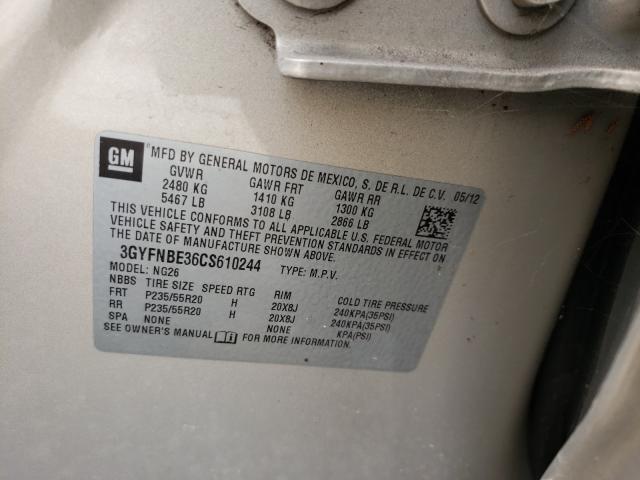 GM
MFD BY GENERAL MOTORS DE MEXICO, S. DE R.L. DE C.V. 05/12
GVWR GAWR FRT GAWR RR
2480 KG 1410 KG 1300 KG
5467 LB 3108 LB 2866 LB
THIS VEHICLE CONFORMS TO ALL APPLICABLE U.S. FEDERAL MOTOR
VEHICLE SAFETY AND THEFT PREVENTION STANDARDS IN EFFECT ON
THE DATE OF MANUFACTURE SHOWN ABOVE.
3GYFNBE36CS610244 TYPE: M.P.V.
MODEL: NG26
NBBS TIRE SIZE SPEED RTG RIM COLD TIRE PRESSURE
FRT P235/55R20 H 20X8J 240KPA(35PSI)
RR P235/55R20 H 20X8J 240KPA(35PSI)
SPA NONE NONE KPA(PSI)
SEE OWNER'S MANUAL FOR MORE INFORMATION.